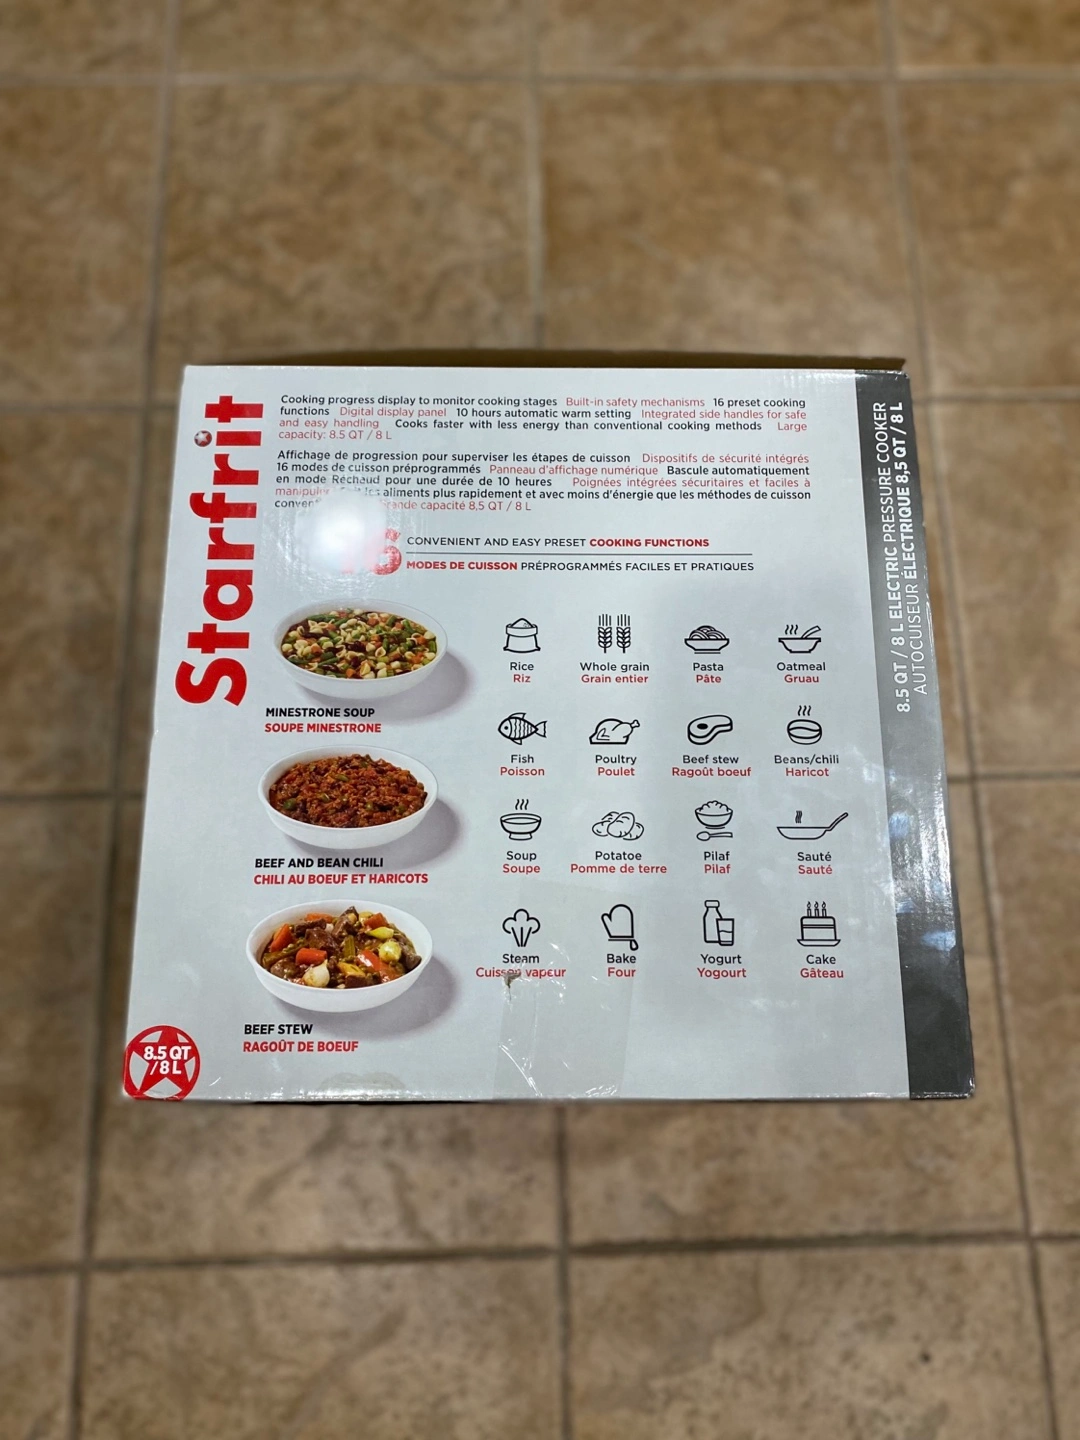 Starfrit
Cooking progress display to monitor cooking stages Built-in safety mechanisms 16 preset cooking
functions Digital display panel 10 hours automatic warm setting Integrated side handles for safe
and easy handling Cooks faster with less energy than conventional cooking methods Large
capacity: 8.5 QT / 8 L
Affichage de progression pour superviser les étapes de cuisson Dispositifs de sécurité intégrés
16 modes de cuisson préprogrammés Panneau d'affichage numérique Bascule automatiquement
en mode Réchaud pour une durée de 10 heures Poignées intégrées sécuritaires et faciles à
manipuler les aliments plus rapidement et avec moins d'énergie que les méthodes de cuisson
capacité 8.5 QT / 8 L
16 CONVENIENT AND EASY PRESET COOKING FUNCTIONS
MODES DE CUISSON PRÉPROGRAMMÉS FACILES ET PRATIQUES
MINESTRONE SOUP
SOUPE MINESTRONE
BEEF AND BEAN CHILI
CHILI AU BOEUF ET HARICOTS
BEEF STEW
RAGOÛT DE BOEUF
Rice Whole grain Pasta Oatmeal
Riz Grain entier Pâte Gruau
Fish Poultry Beef stew Beans/chili
Poisson Poulet Ragoût boeuf Haricot
Soup Potatoe Pilaf Sauté
Soupe Pomme de terre Pilaf Sauté
Steam Bake Yogurt Cake
Cuisson vapeur Four Yogourt Gâteau
8.5 QT
/8 L
8.5 QT / 8 L ELECTRIC PRESSURE COOKER
AUTOCUISEUR ÉLECTRIQUE 8,5 QT / 8 L